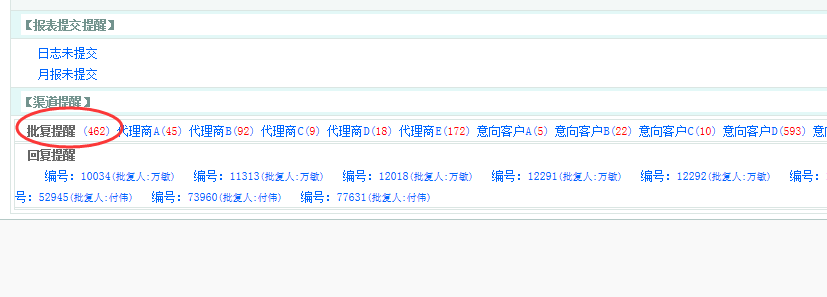 【报表提交提醒】
日志未提交
月报未提交
【渠道提醒】
批复提醒 (462) 代理商A(45) 代理商B(92) 代理商C(9) 代理商D(18) 代理商E(172) 意向客户A(5) 意向客户B(22) 意向客户C(10) 意向客户D(593) 意
回复提醒
编号：10034(批复人:万敏) 编号：11313(批复人:万敏) 编号：12018(批复人:万敏) 编号：12291(批复人:万敏) 编号：12292(批复人:万敏) 编号：
号：52945(批复人:付伟) 编号：73960(批复人:付伟) 编号：77631(批复人:付伟)